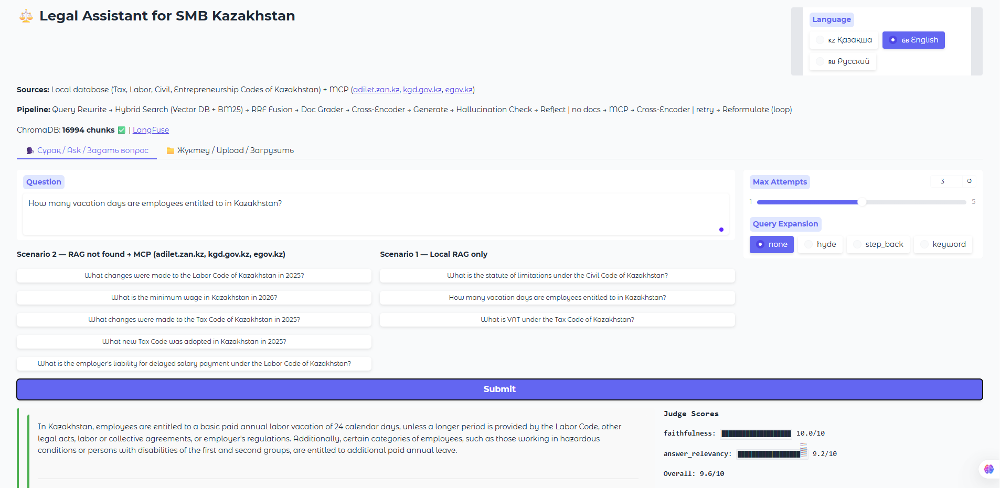 ⚖️ Legal Assistant for SMB Kazakhstan
Language
KZ Қазақша
GB English
RU Русский
Sources: Local database (Tax, Labor, Civil, Entrepreneurship Codes of Kazakhstan) + MCP (adilet.zan.kz, kgd.gov.kz, egov.kz)
Pipeline: Query Rewrite → Hybrid Search (Vector DB + BM25) → RRF Fusion → Doc Grader → Cross-Encoder → Generate → Hallucination Check → Reflect | no docs → MCP → Cross-Encoder | retry → Reformulate (loop)
ChromaDB: 16994 chunks ✅ | LangFuse
🗣️ Сұрақ / Ask / Задать вопрос
📁 Жүктеу / Upload / Загрузить
Question
How many vacation days are employees entitled to in Kazakhstan?
Max Attempts
3 ↺
1
5
Query Expansion
none
hyde
step_back
keyword
Scenario 2 — RAG not found → MCP (adilet.zan.kz, kgd.gov.kz, egov.kz)
What changes were made to the Labor Code of Kazakhstan in 2025?
What is the minimum wage in Kazakhstan in 2026?
What changes were made to the Tax Code of Kazakhstan in 2025?
What new Tax Code was adopted in Kazakhstan in 2025?
What is the employer's liability for delayed salary payment under the Labor Code of Kazakhstan?
Scenario 1 — Local RAG only
What is the statute of limitations under the Civil Code of Kazakhstan?
How many vacation days are employees entitled to in Kazakhstan?
What is VAT under the Tax Code of Kazakhstan?
Submit
In Kazakhstan, employees are entitled to a basic paid annual labor vacation of 24 calendar days, unless a longer period is provided by the Labor Code, other
legal acts, labor or collective agreements, or employer's regulations. Additionally, certain categories of employees, such as those working in hazardous
conditions or persons with disabilities of the first and second groups, are entitled to additional paid annual leave.
Judge Scores
faithfulness: 10.0/10
answer_relevancy: 9.2/10
Overall: 9.6/10